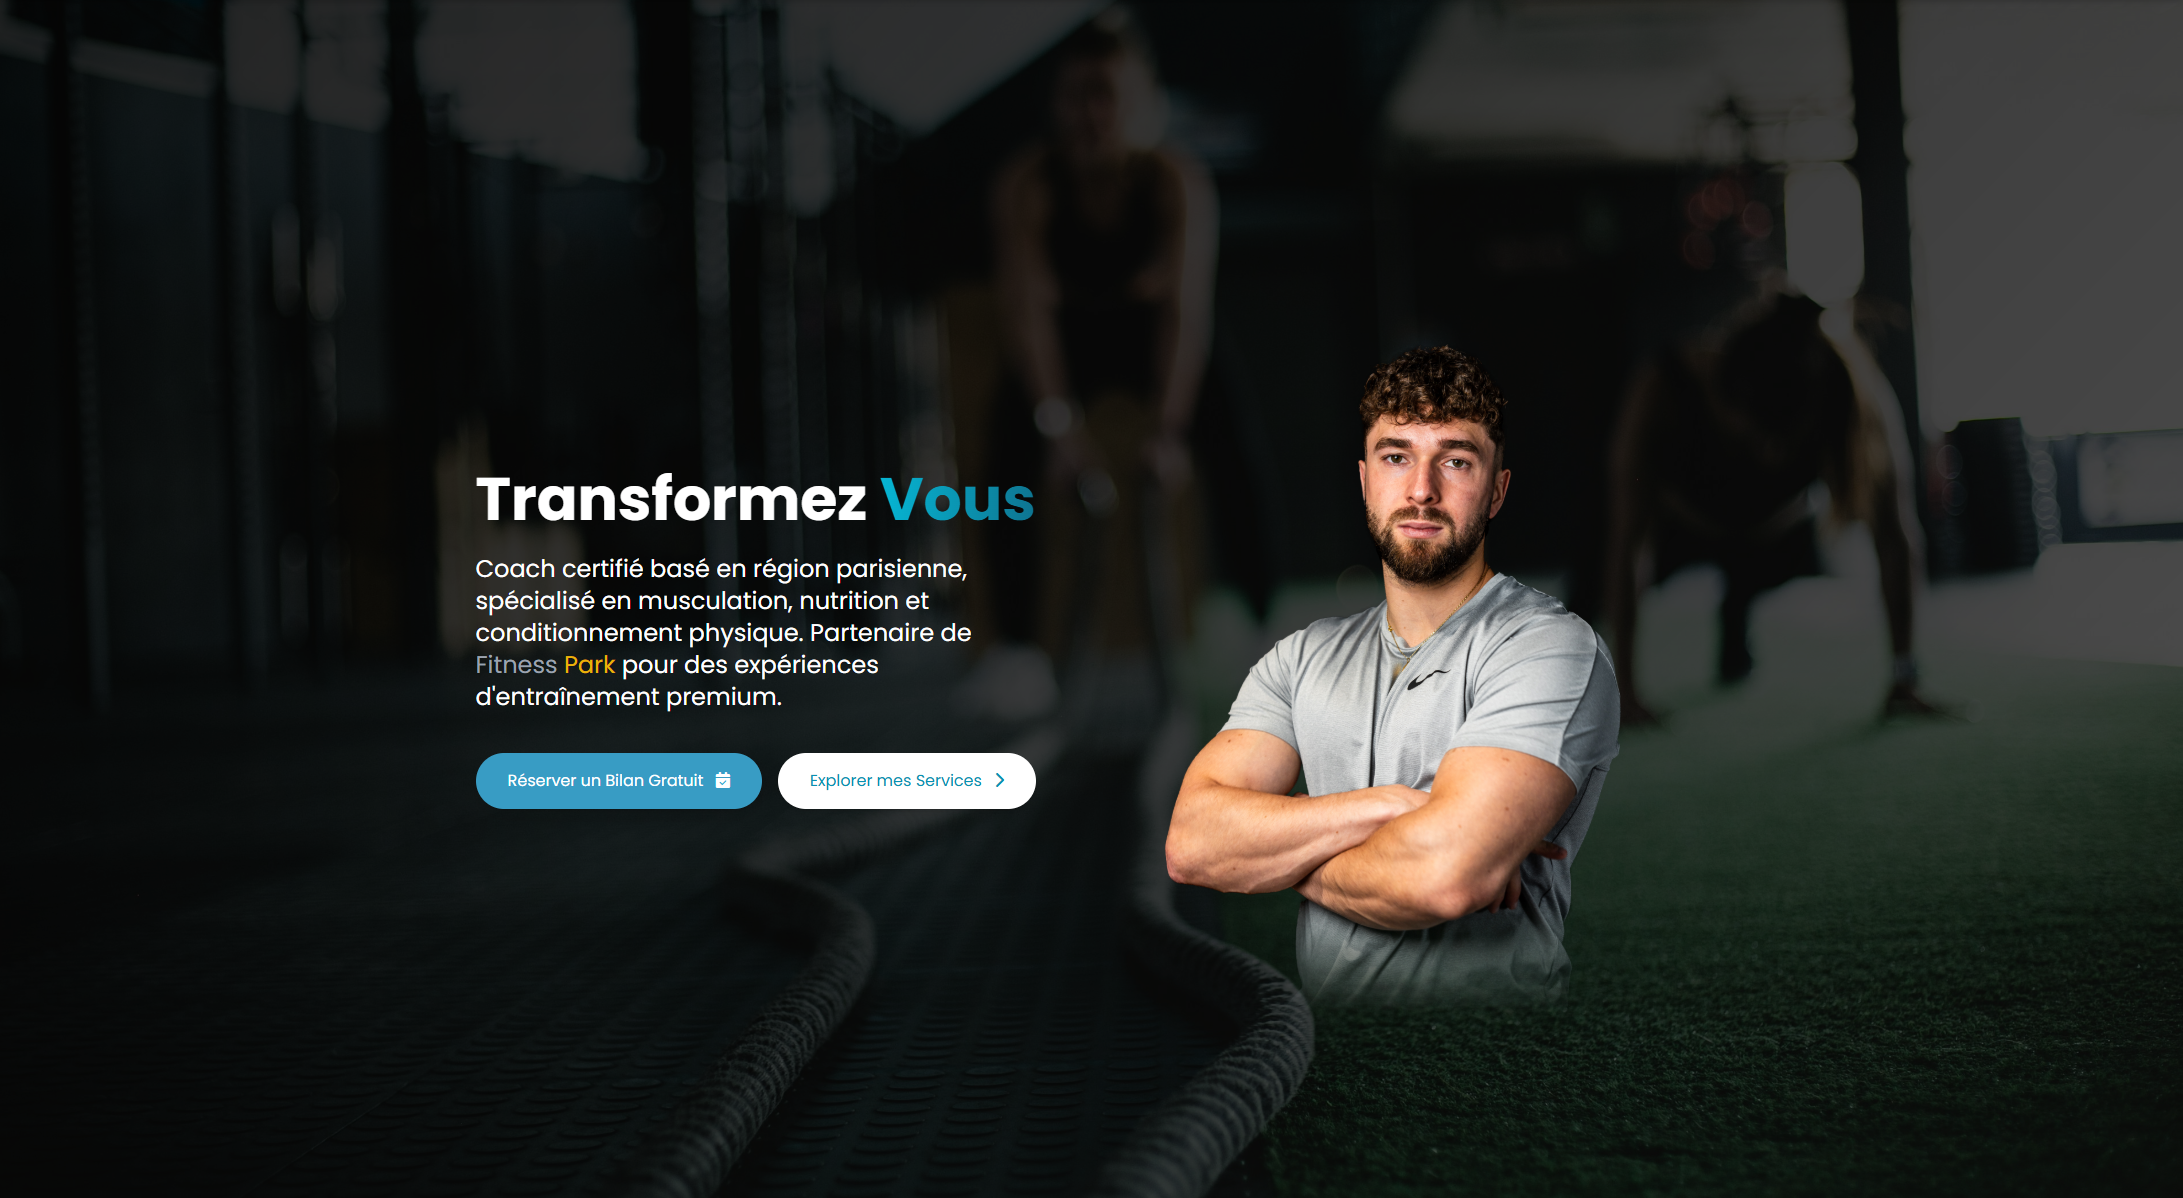 Transformez Vous
Coach certifié basé en région parisienne,
spécialisé en musculation, nutrition et
conditionnement physique. Partenaire de
Fitness Park pour des expériences
d'entraînement premium.
Réserver un Bilan Gratuit
Explorer mes Services